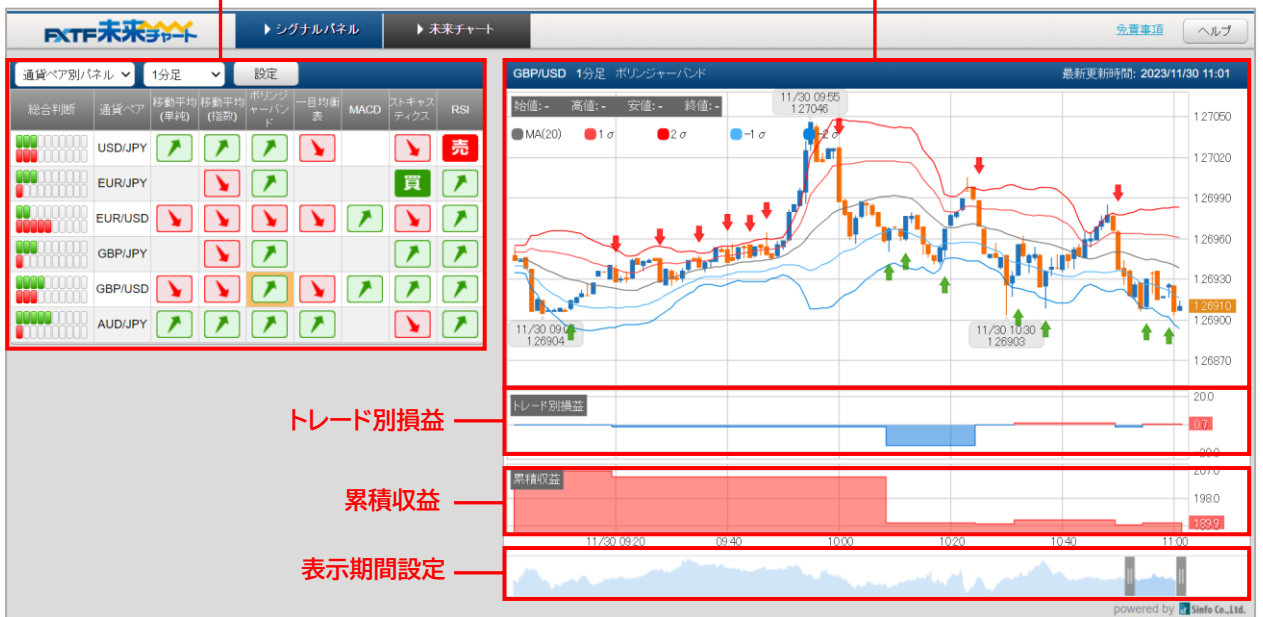 FXTF未来チャート
シグナルパネル
未来チャート
免責事項
ヘルプ
通貨ペア別パネル
1分足
設定
総合判断
通貨ペア
移動平均(単純)
移動平均(指数)
ボリンジャーバンド
一目均衡表
MACD
ストキャスティクス
RSI
USD/JPY
売
EUR/JPY
買
EUR/USD
GBP/JPY
GBP/USD
AUD/JPY
GBP/USD 1分足 ボリンジャーバンド
最新更新時間: 2023/11/30 11:01
始値:- 高値:- 安値:- 終値:-
MA(20) 1σ 2σ -1σ -2σ
11/30 09:55
1.27046
11/30 10:30
1.26903
1.26904
1.27050
1.27020
1.26990
1.26960
1.26930
1.26910
1.26900
1.26870
トレード別損益
トレード別損益
20.0
0.7
-20.0
累積収益
累積収益
207.0
198.0
189.9
11/30 09:20
09:40
10:00
10:20
10:40
11:00
表示期間設定
powered by Sinfo Co.,Ltd.